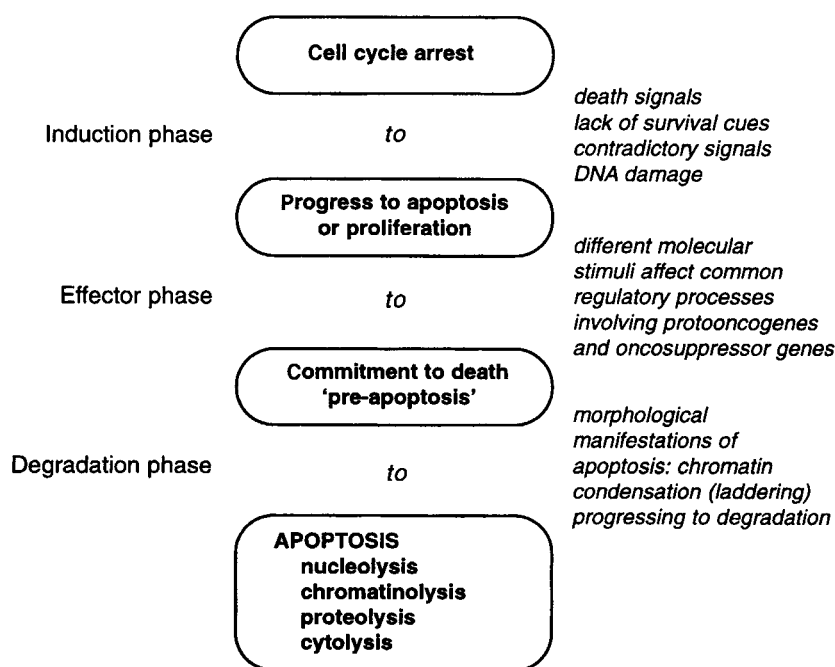 Cell cycle arrest
Induction phase
to
death signals
lack of survival cues
contradictory signals
DNA damage
Progress to apoptosis
or proliferation
Effector phase
to
different molecular
stimuli affect common
regulatory processes
involving protooncogenes
and oncosuppressor genes
Commitment to death
‘pre-apoptosis’
Degradation phase
to
morphological
manifestations of
apoptosis: chromatin
condensation (laddering)
progressing to degradation
APOPTOSIS
nucleolysis
chromatinolysis
proteolysis
cytolysis